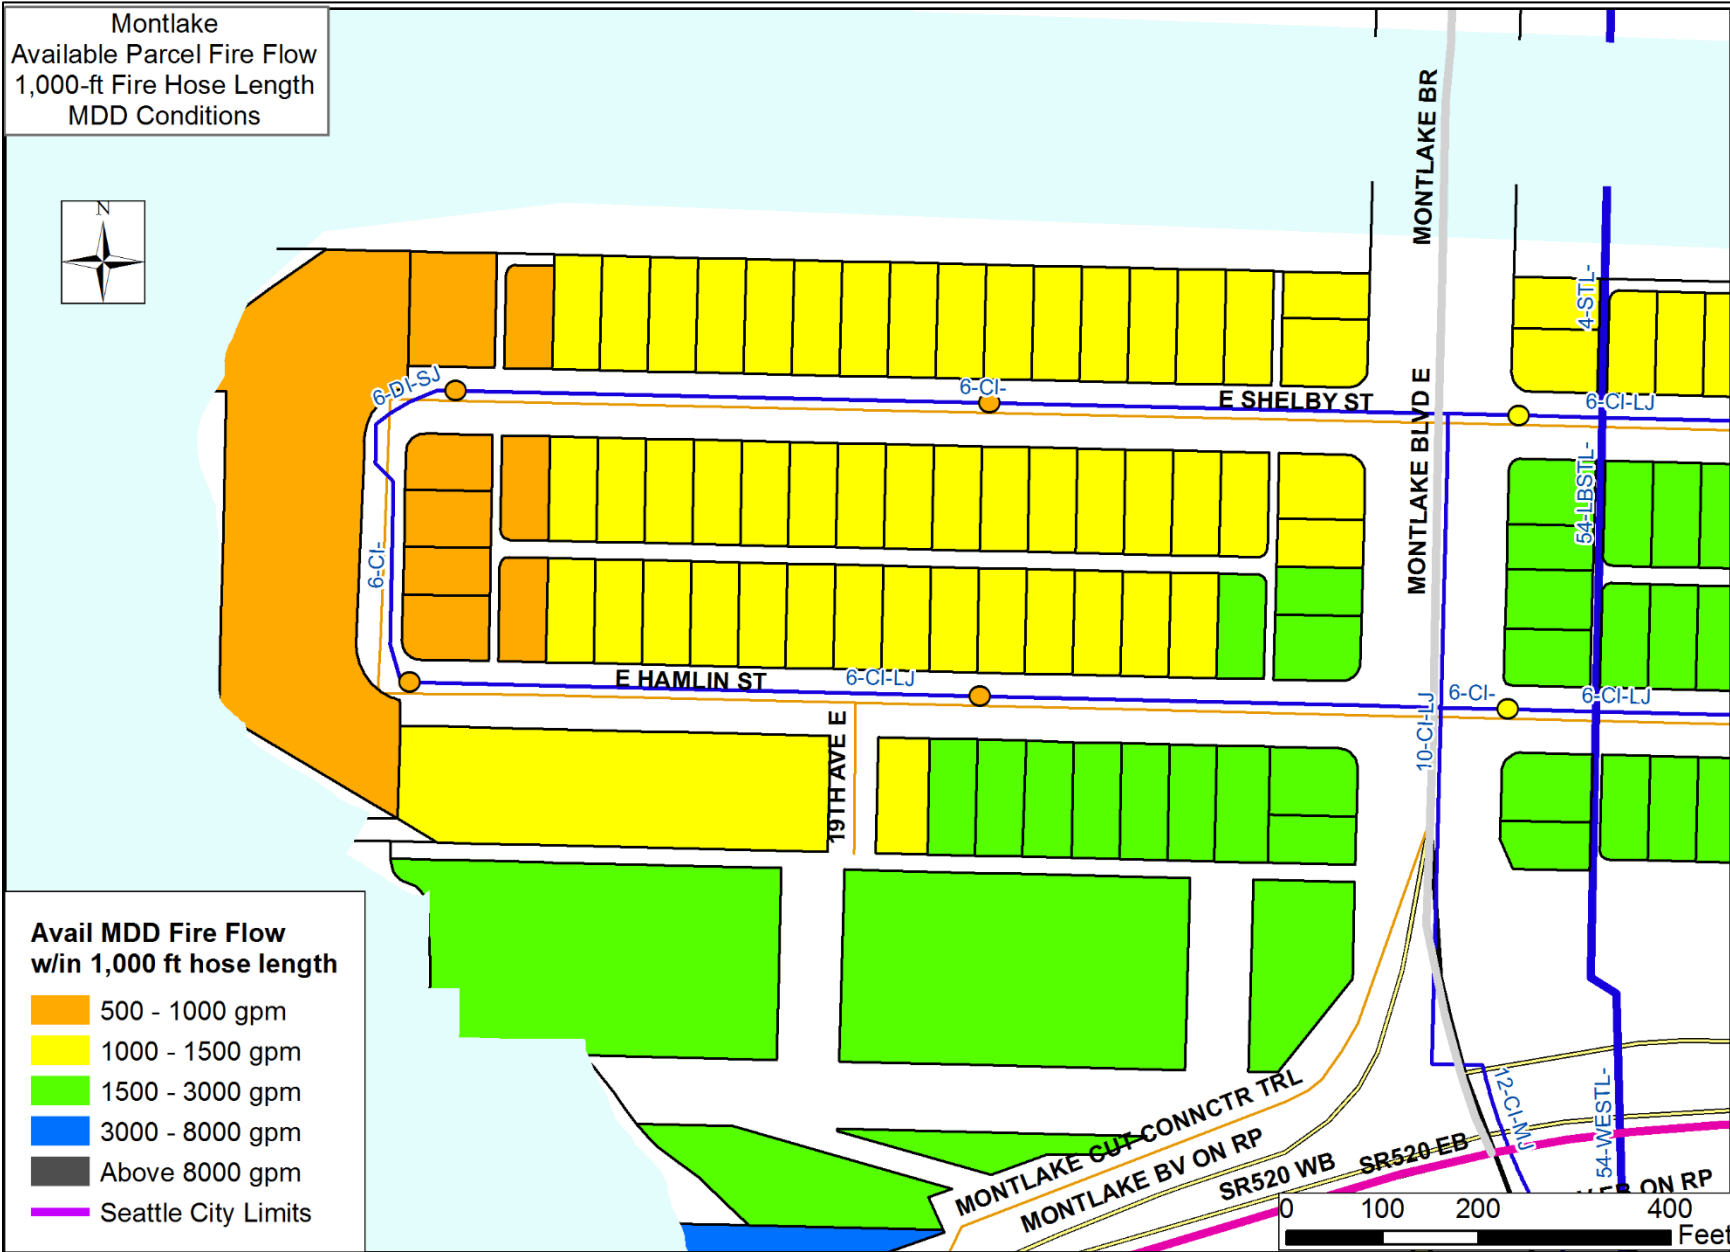 Montlake
Available Parcel Fire Flow
1,000-ft Fire Hose Length
MDD Conditions
N
MONTLAKE BR
4-STL-
6-DI-SJ
6-CI-
E SHELBY ST
6-CI-LJ
MONTLAKE BLVD E
54-LBSTL-
6-CI-
E HAMLIN ST
6-CI-LJ
6-CI-
6-CI-LJ
10-CI-LJ
19TH AVE E
Avail MDD Fire Flow
w/in 1,000 ft hose length
500 - 1000 gpm
1000 - 1500 gpm
1500 - 3000 gpm
3000 - 8000 gpm
Above 8000 gpm
Seattle City Limits
MONTLAKE CUT CONNCTR TRL
MONTLAKE BV ON RP
SR520 WB
SR520 EB
12-CI-MJ
54-WESTL-
ON RP
0 100 200 400
Feet